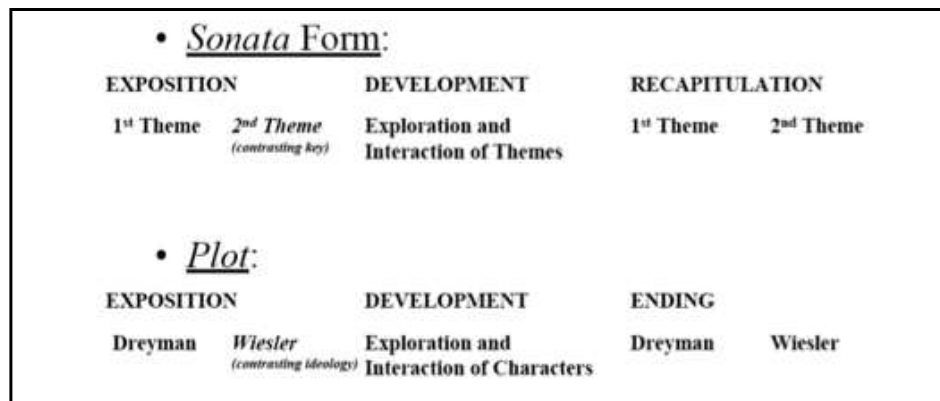 • Sonata Form:
EXPOSITION DEVELOPMENT RECAPITULATION
1st Theme 2nd Theme Exploration and 1st Theme 2nd Theme
(contrasting key) Interaction of Themes
• Plot:
EXPOSITION DEVELOPMENT ENDING
Dreyman Wiesler Exploration and Dreyman Wiesler
(contrasting ideology) Interaction of Characters